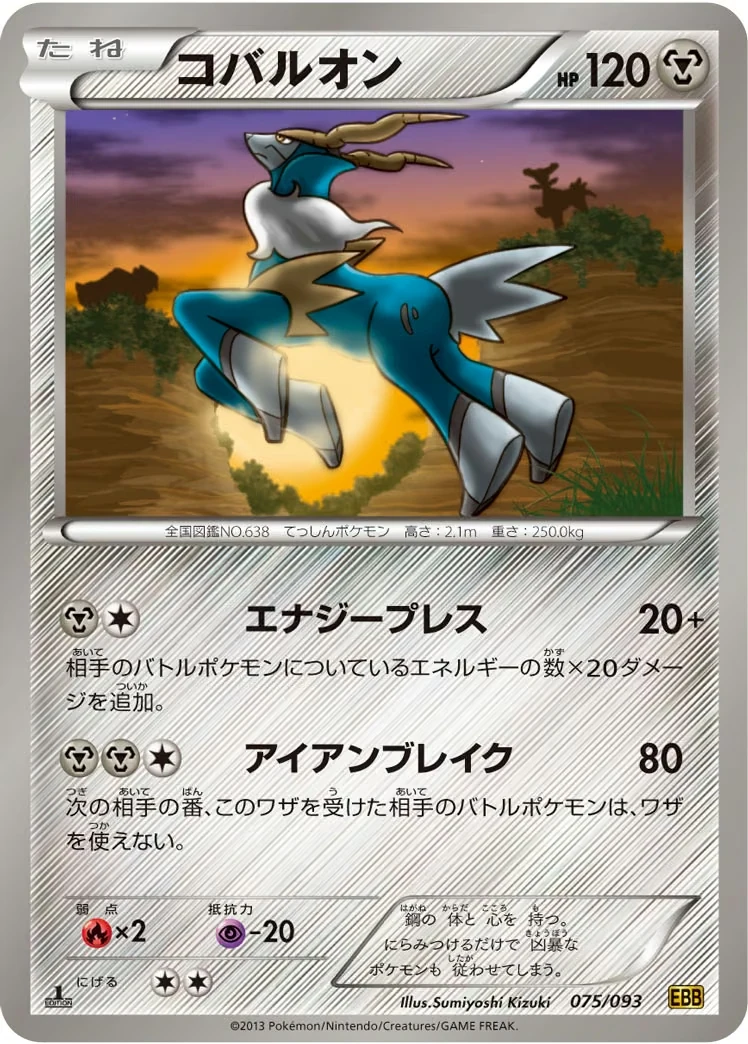 たね コバルオン HP 120
全国図鑑NO.638 てっしんポケモン 高さ：2.1m 重さ：250.0kg
エナジープレス 20+
相手のバトルポケモンについているエネルギーの数×20ダメー
ジを追加。
アイアンブレイク 80
次の相手の番、このワザを受けた相手のバトルポケモンは、ワザ
を使えない。
弱点 抵抗力
×2 -20
にげる
鋼の 体と 心を 持つ。
にらみつけるだけで 凶暴な
ポケモンも 従わせてしまう。
1 EDITION
Illus.Sumiyoshi Kizuki 075/093 EBB
©2013 Pokémon/Nintendo/Creatures/GAME FREAK.